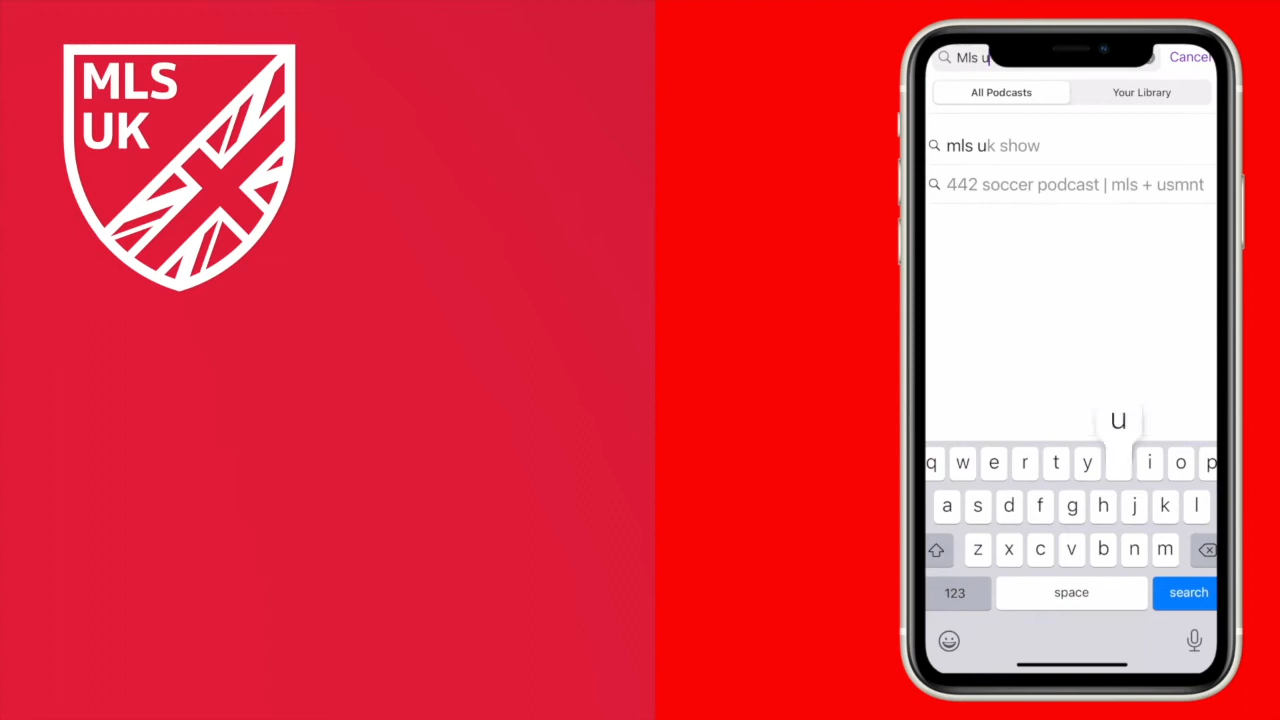 MLS
UK
Mls u
Cancel
All Podcasts
Your Library
mls uk show
442 soccer podcast | mls + usmnt
u
q w e r t y i o p
a s d f g h j k l
z x c v b n m
123
space
search